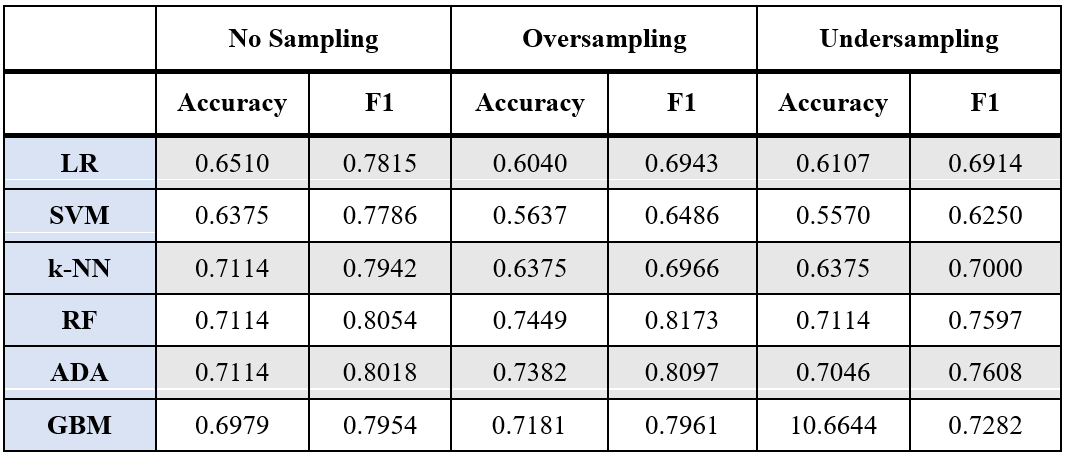 No Sampling Oversampling Undersampling
Accuracy F1 Accuracy F1 Accuracy F1
LR 0.6510 0.7815 0.6040 0.6943 0.6107 0.6914
SVM 0.6375 0.7786 0.5637 0.6486 0.5570 0.6250
k-NN 0.7114 0.7942 0.6375 0.6966 0.6375 0.7000
RF 0.7114 0.8054 0.7449 0.8173 0.7114 0.7597
ADA 0.7114 0.8018 0.7382 0.8097 0.7046 0.7608
GBM 0.6979 0.7954 0.7181 0.7961 10.6644 0.7282